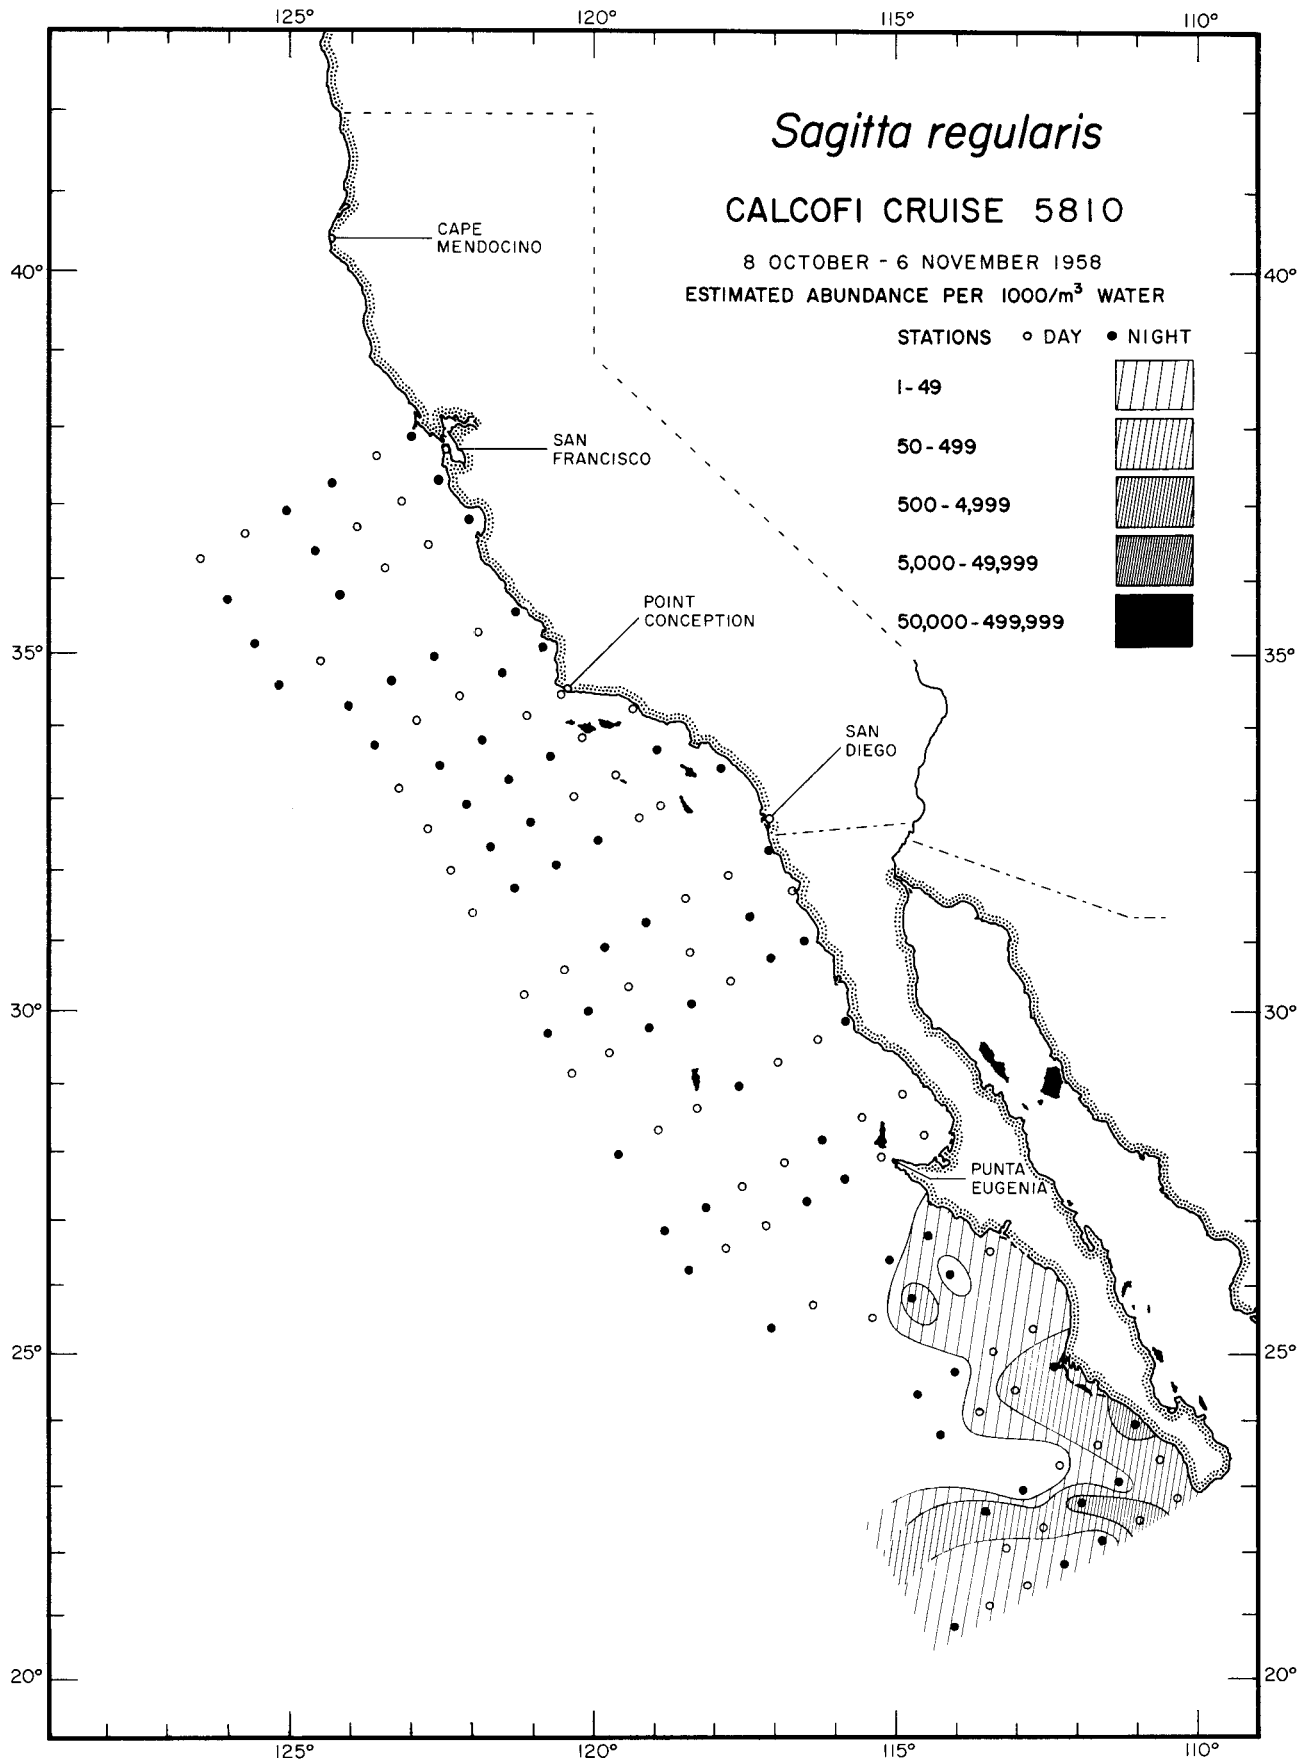 125° 120° 115° 110°
Sagitta regularis
CALCOFI CRUISE 5810
8 OCTOBER - 6 NOVEMBER 1958
ESTIMATED ABUNDANCE PER 1000/m³ WATER
STATIONS ○ DAY ● NIGHT
1-49
50-499
500-4,999
5,000-49,999
50,000-499,999
CAPE
MENDOCINO
40° 40°
SAN
FRANCISCO
POINT
CONCEPTION
35° 35°
SAN
DIEGO
30° 30°
PUNTA
EUGENIA
25° 25°
20° 20°
125° 120° 115° 110°